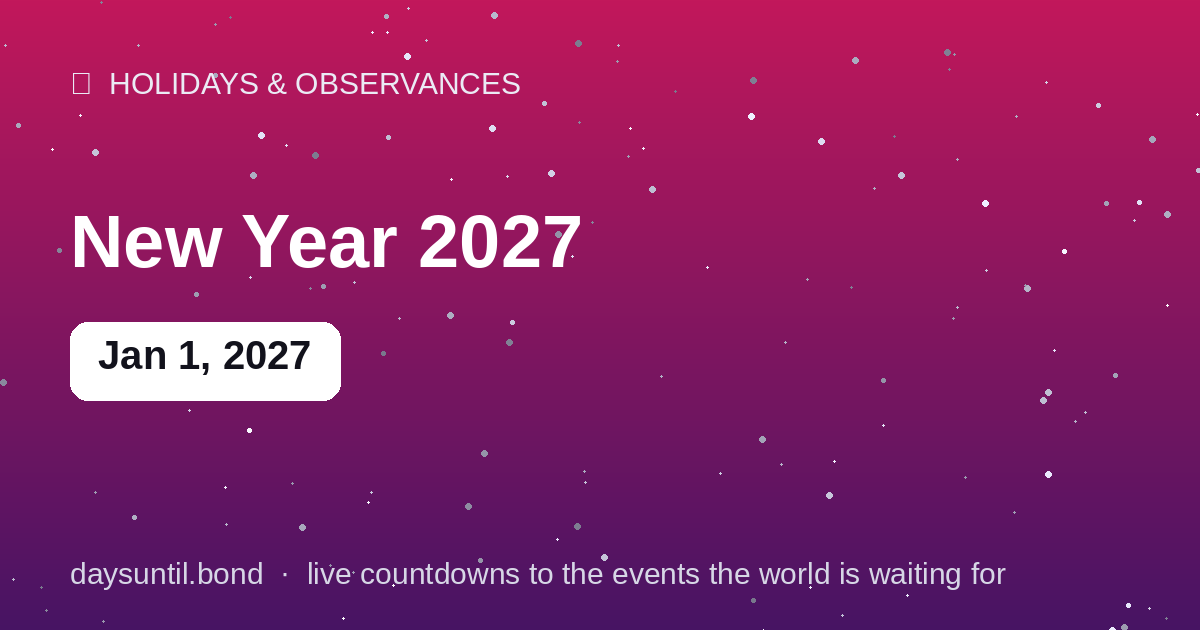 HOLIDAYS & OBSERVANCES
New Year 2027
Jan 1, 2027
daysuntil.bond · live countdowns to the events the world is waiting for